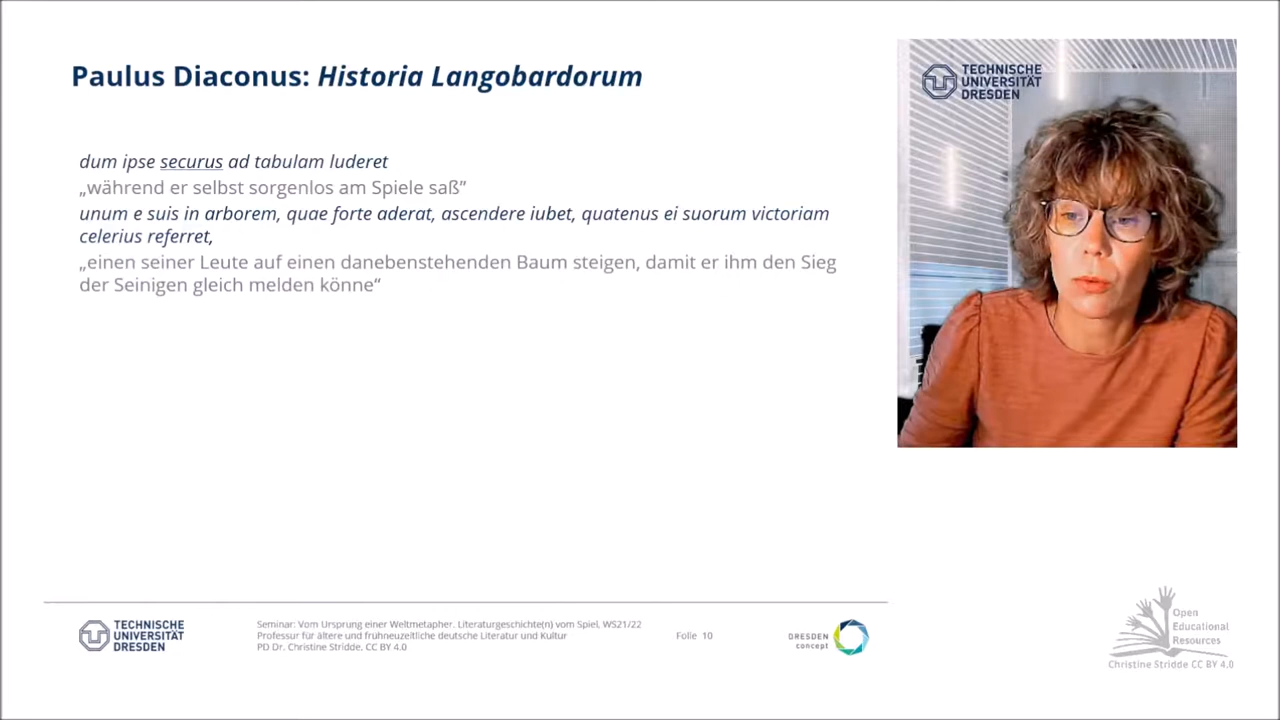 Paulus Diaconus: Historia Langobardorum
dum ipse securus ad tabulam luderet
„während er selbst sorgenlos am Spiele saß”
unum e suis in arborem, quae forte aderat, ascendere iubet, quatenus ei suorum victoriam
celerius referret,
„einen seiner Leute auf einen danebenstehenden Baum steigen, damit er ihm den Sieg
der Seinigen gleich melden könne“
TECHNISCHE
UNIVERSITÄT
DRESDEN
TECHNISCHE
UNIVERSITÄT
DRESDEN
Seminar: Vom Ursprung einer Weltmetapher. Literaturgeschichte(n) vom Spiel, WS21/22
Professur für ältere und frühneuzeitliche deutsche Literatur und Kultur
PD Dr. Christine Stridde. CC BY 4.0
Folie 10
DRESDEN
concept
Open
Educational
Resources
Christine Stridde CC BY 4.0